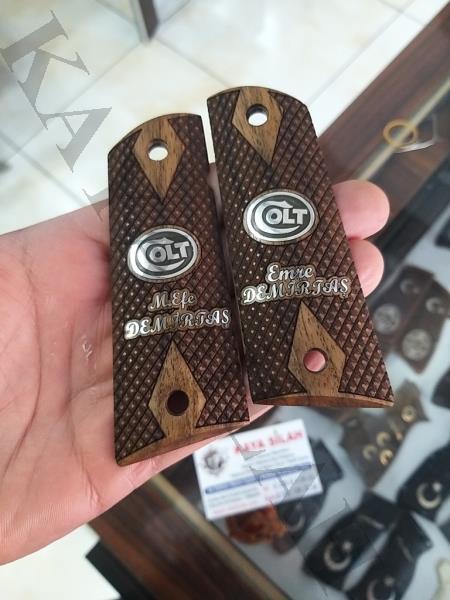 COLT
M.Efe
DEMİRTAŞ
COLT
Emre
DEMİRTAŞ
KAYA SİLAH